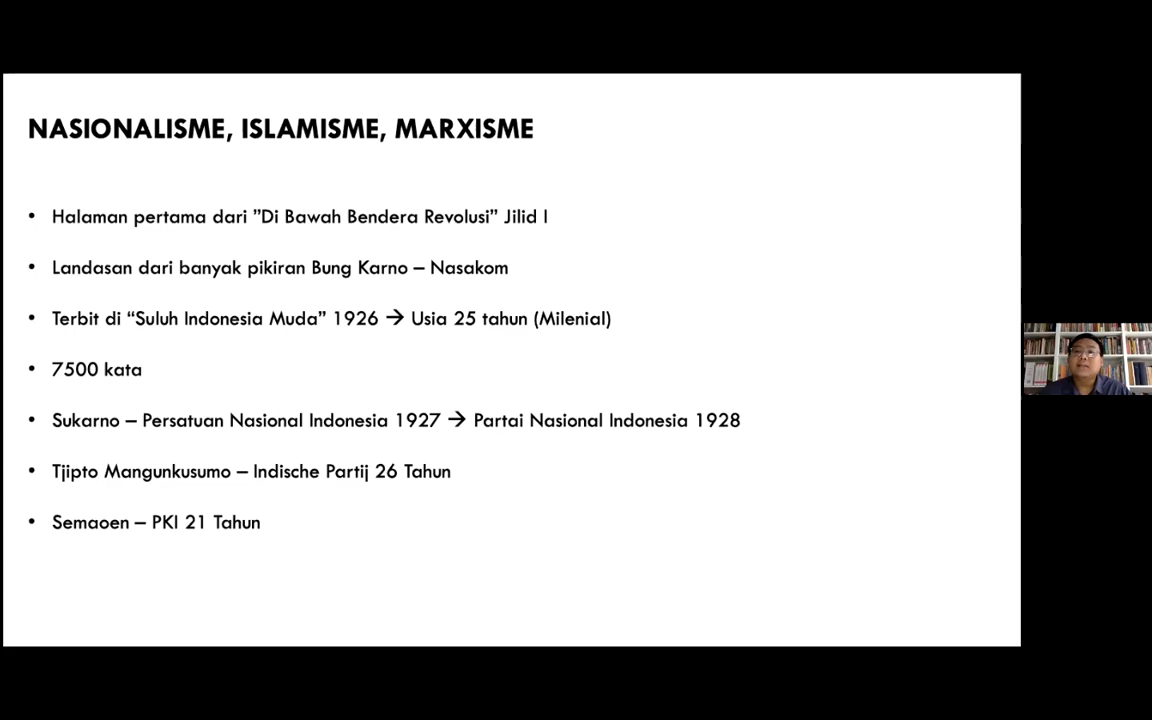 NASIONALISME, ISLAMISME, MARXISME
• Halaman pertama dari ”Di Bawah Bendera Revolusi” Jilid I
• Landasan dari banyak pikiran Bung Karno – Nasakom
• Terbit di “Suluh Indonesia Muda” 1926 → Usia 25 tahun (Milenial)
• 7500 kata
• Sukarno – Persatuan Nasional Indonesia 1927 → Partai Nasional Indonesia 1928
• Tjipto Mangunkusumo – Indische Partij 26 Tahun
• Semaoen – PKI 21 Tahun